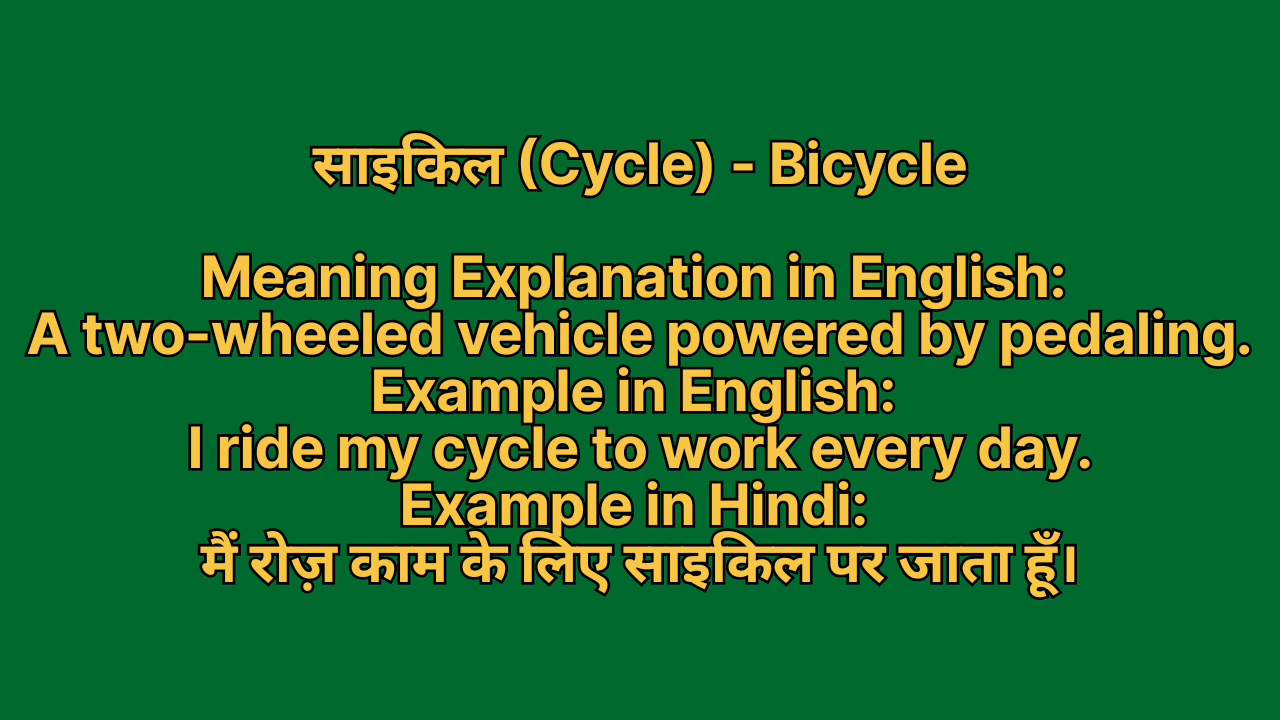 साइकिल (Cycle) - Bicycle
Meaning Explanation in English:
A two-wheeled vehicle powered by pedaling.
Example in English:
I ride my cycle to work every day.
Example in Hindi:
मैं रोज़ काम के लिए साइकिल पर जाता हूँ।